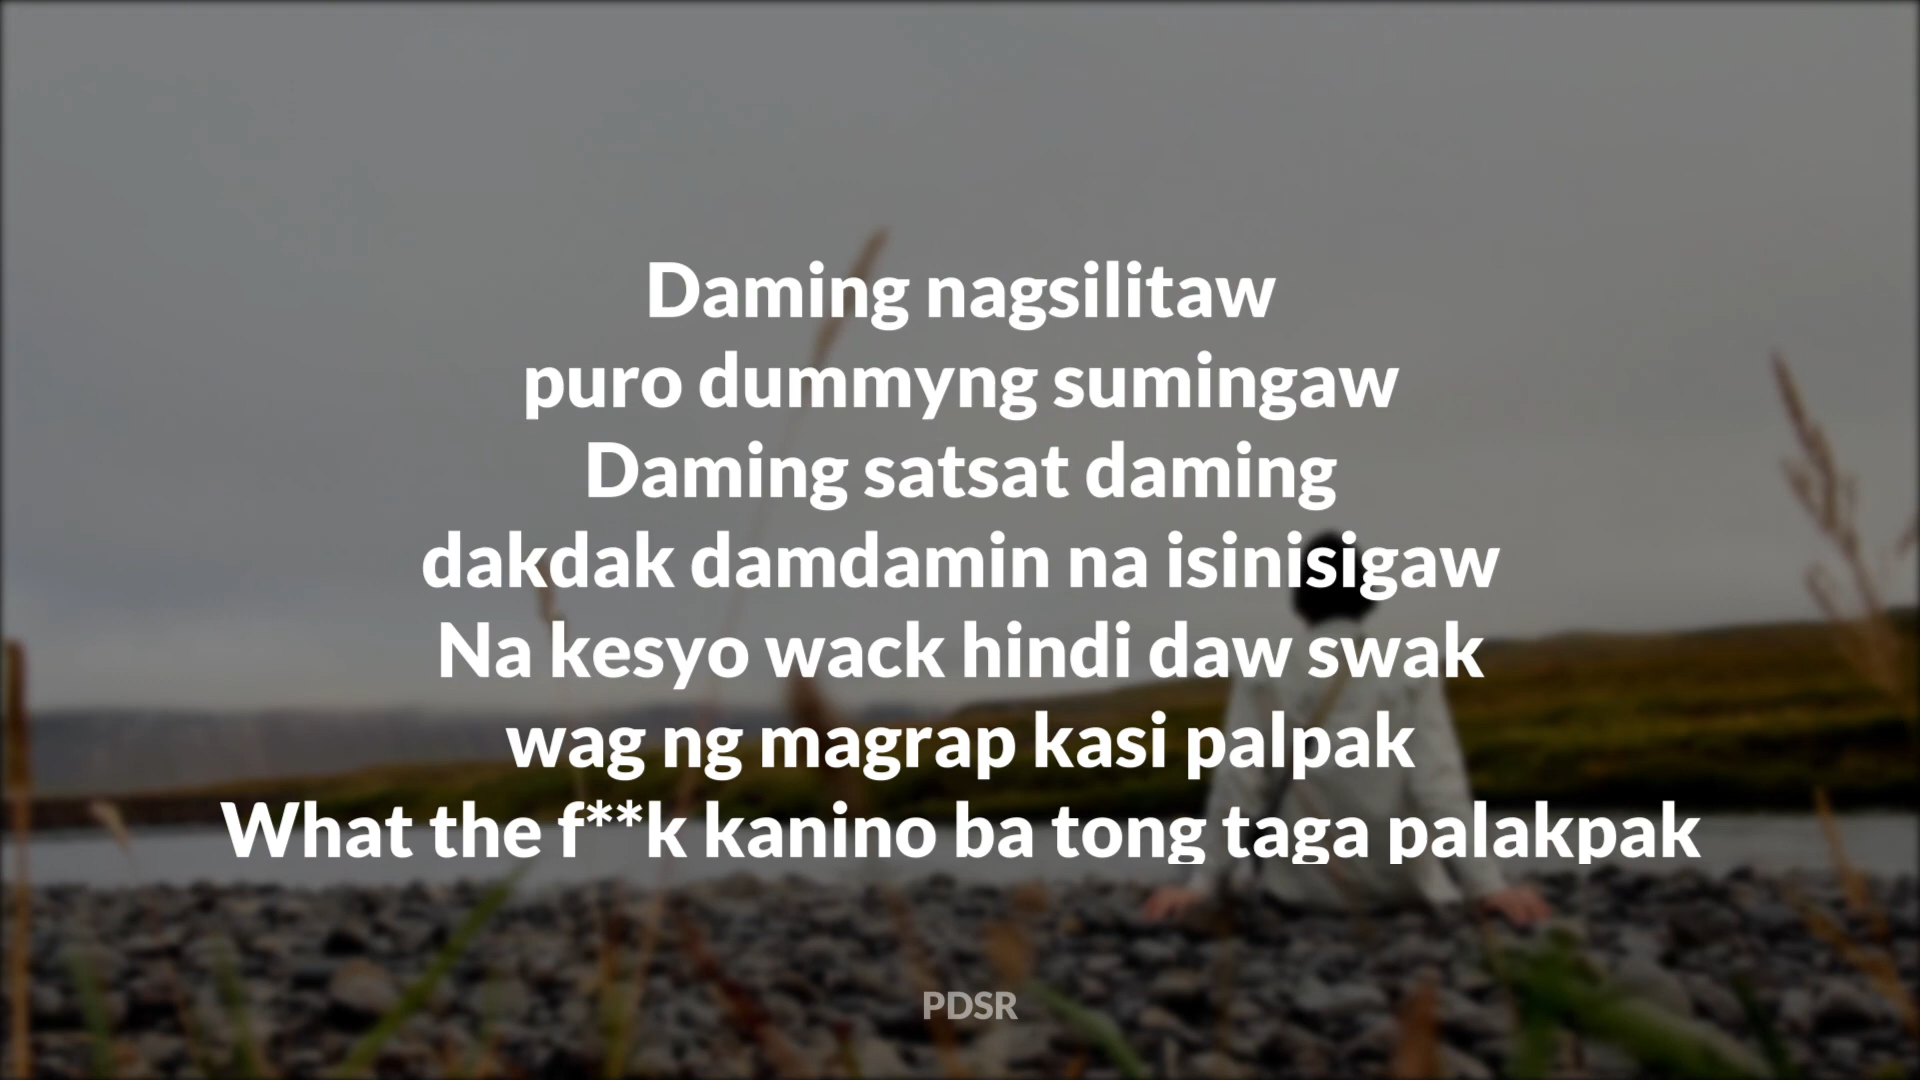 Daming nagsilitaw
puro dummyng sumingaw
Daming satsat daming
dakdak damdamin na isinisigaw
Na kesyo wack hindi daw swak
wag ng magrap kasi palpak
What the f**k kanino ba tong taga palakpak
PDSR